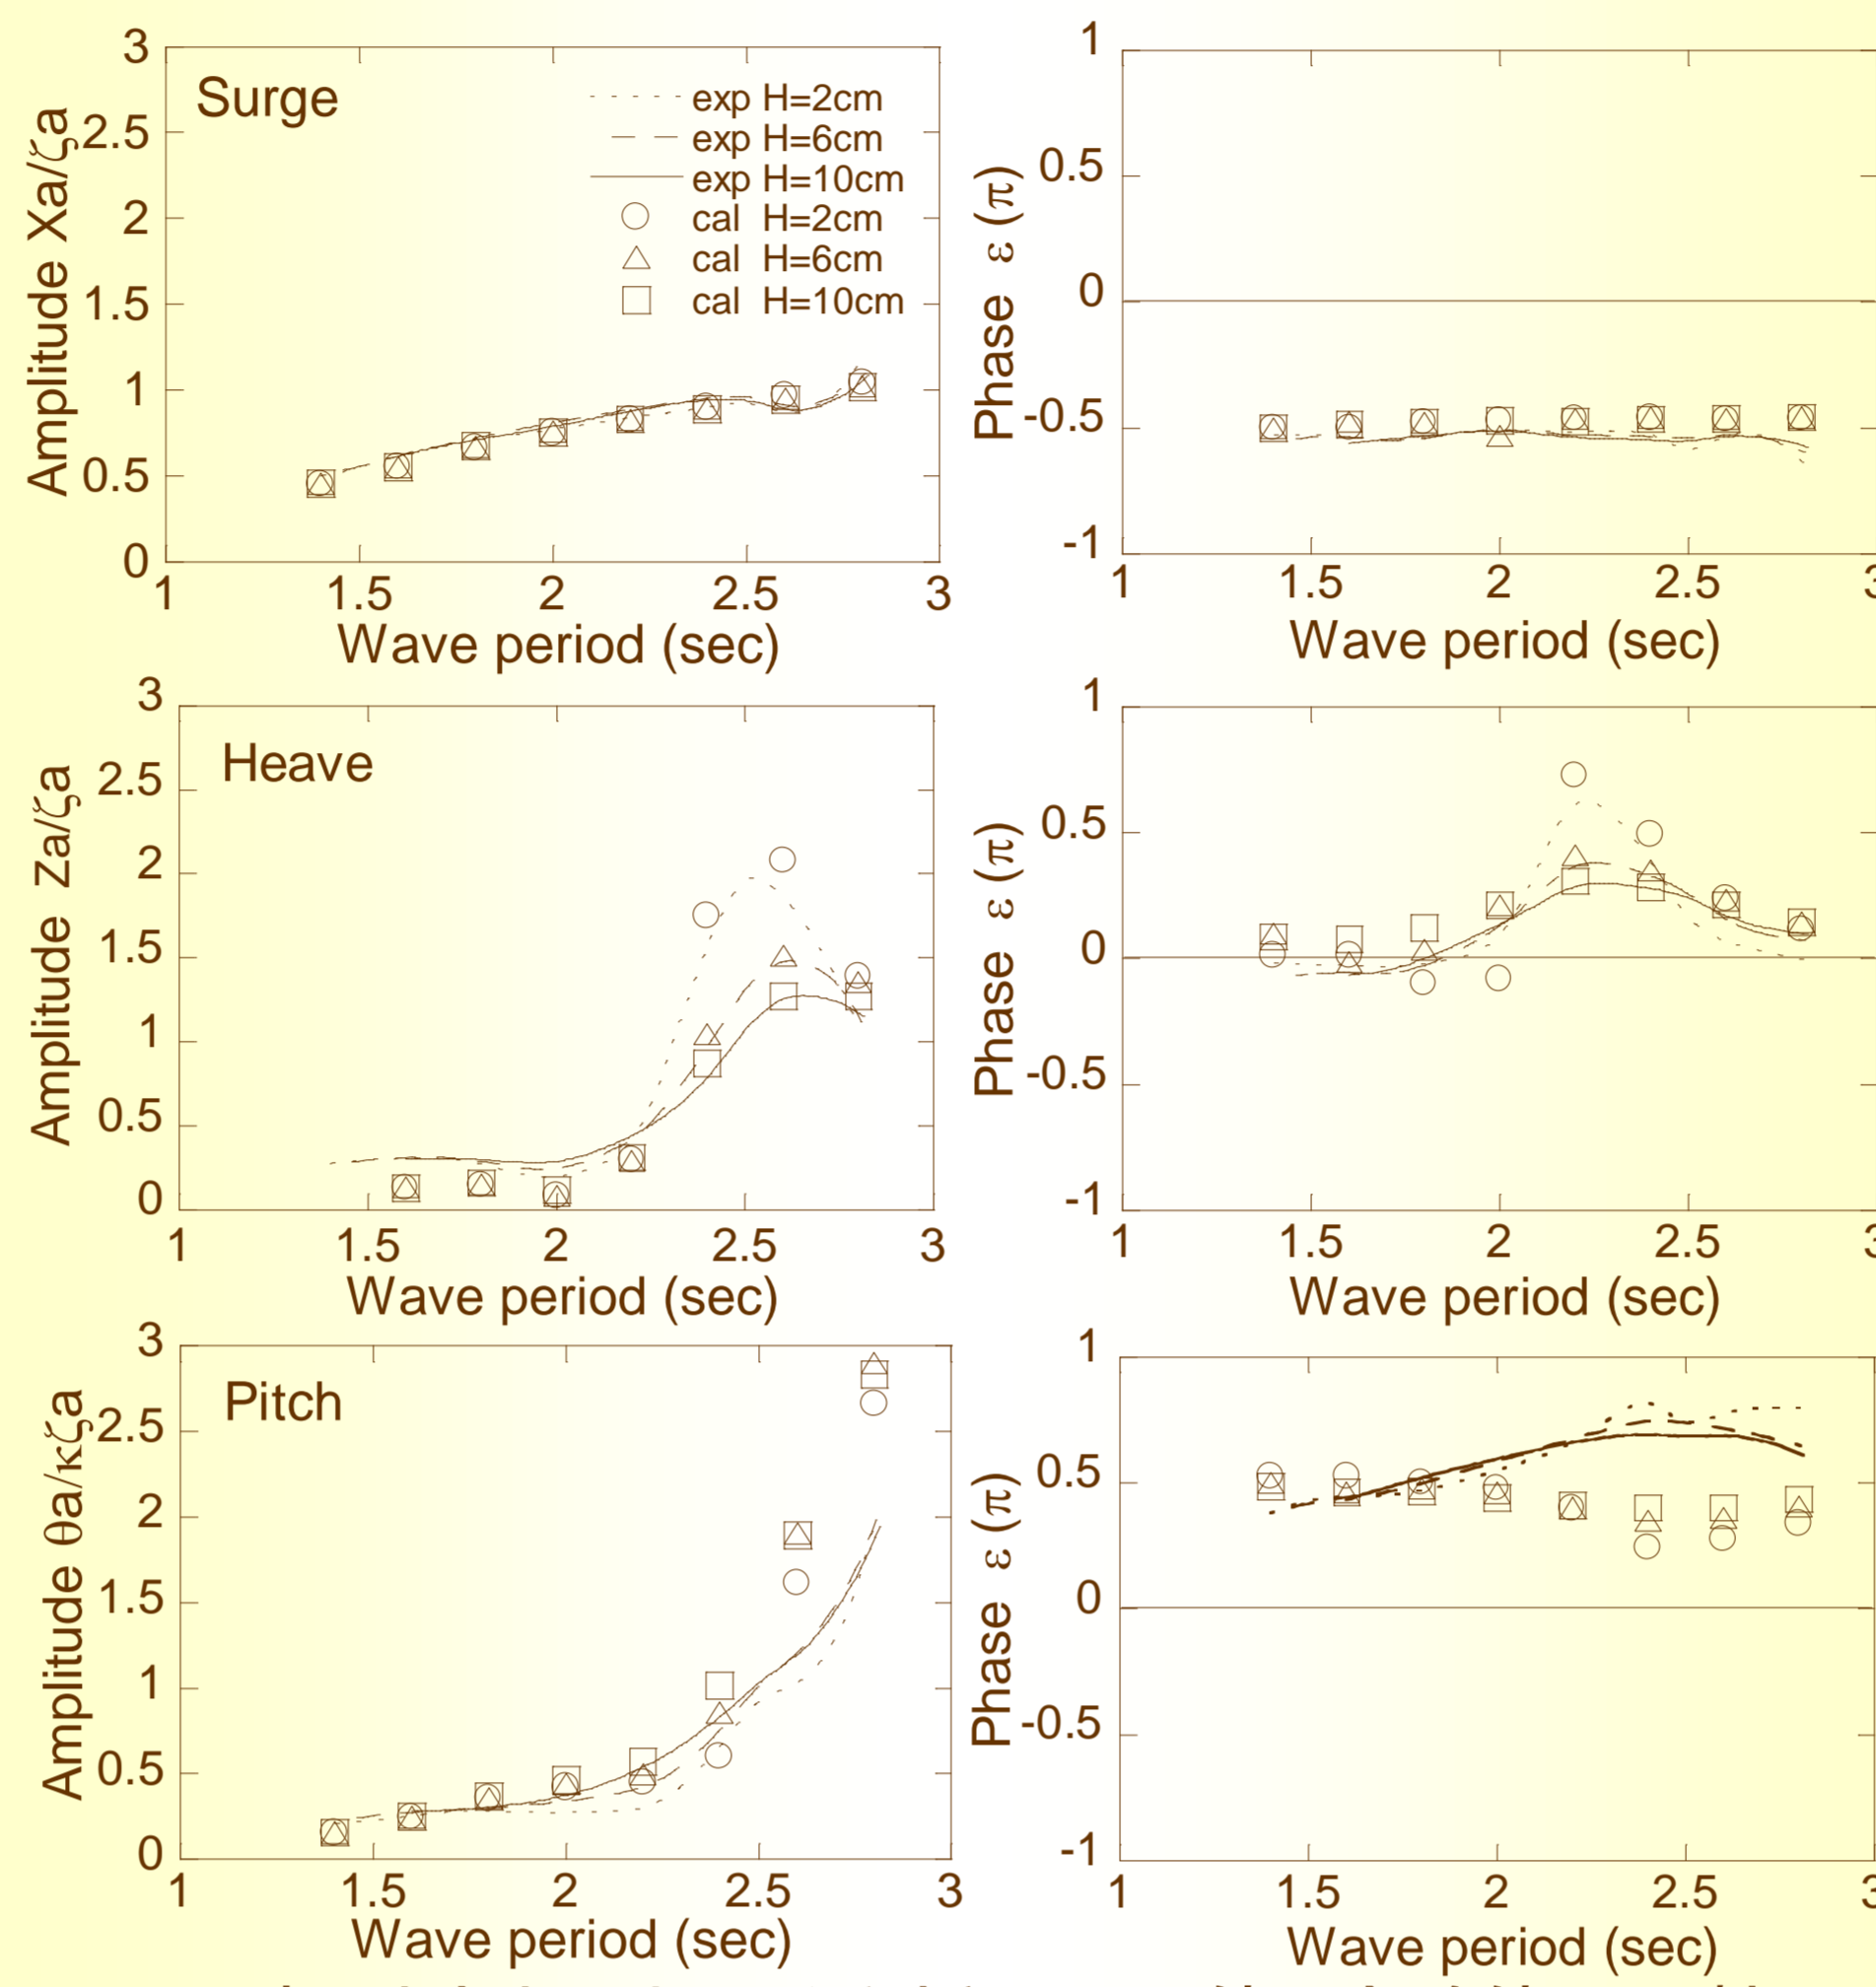 Surge
exp H=2cm
exp H=6cm
exp H=10cm
cal H=2cm
cal H=6cm
cal H=10cm
Amplitude Xa/ζa
3
2.5
2
1.5
1
0.5
0
1 1.5 2 2.5 3
Wave period (sec)
Phase ε (π)
1
0.5
0
-0.5
-1
1 1.5 2 2.5 3
Wave period (sec)
Heave
Amplitude Za/ζa
3
2.5
2
1.5
1
0.5
0
1 1.5 2 2.5 3
Wave period (sec)
Phase ε (π)
1
0.5
0
-0.5
-1
1 1.5 2 2.5 3
Wave period (sec)
Pitch
Amplitude θa/κζa
3
2.5
2
1.5
1
0.5
0
1 1.5 2 2.5 3
Wave period (sec)
Phase ε (π)
1
0.5
0
-0.5
-1
1 1.5 2 2.5 3
Wave period (sec)